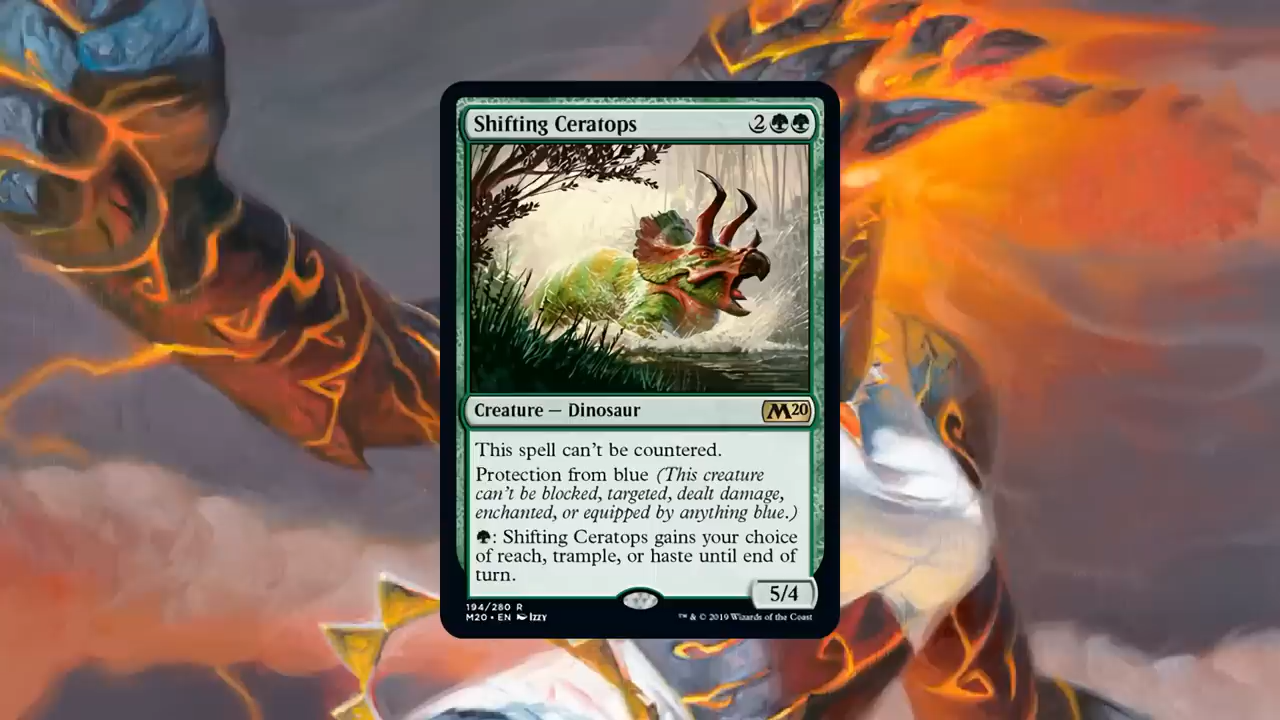 Shifting Ceratops 2
Creature — Dinosaur M20
This spell can't be countered.
Protection from blue (This creature
can't be blocked, targeted, dealt damage,
enchanted, or equipped by anything blue.)
: Shifting Ceratops gains your choice
of reach, trample, or haste until end of
turn.
5/4
194/280 R
M20 • EN Izzy
™ & © 2019 Wizards of the Coast